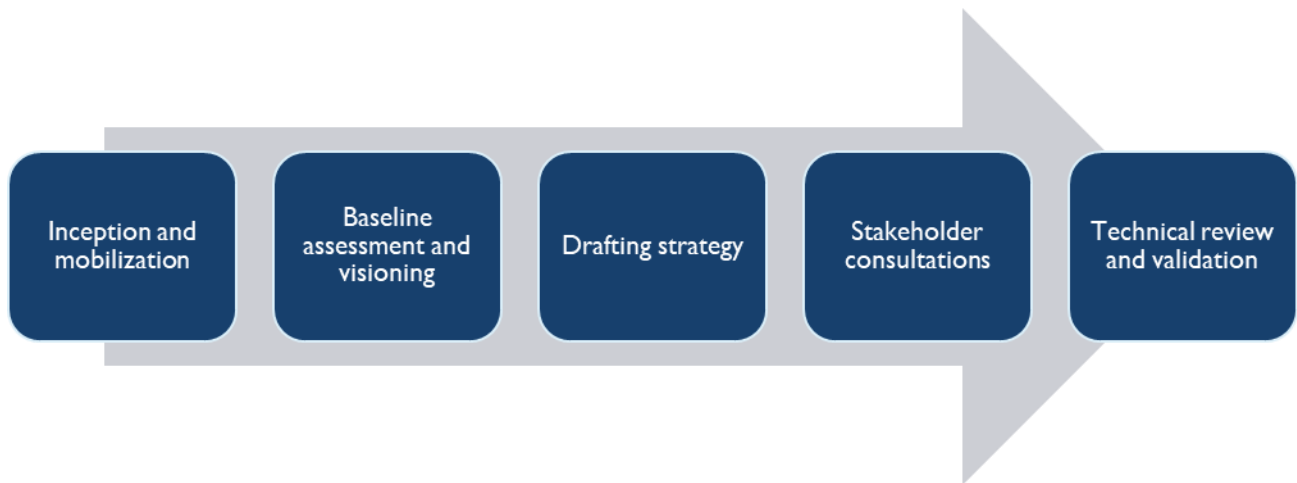 Inception and
mobilization
Baseline
assessment and
visioning
Drafting strategy
Stakeholder
consultations
Technical review
and validation